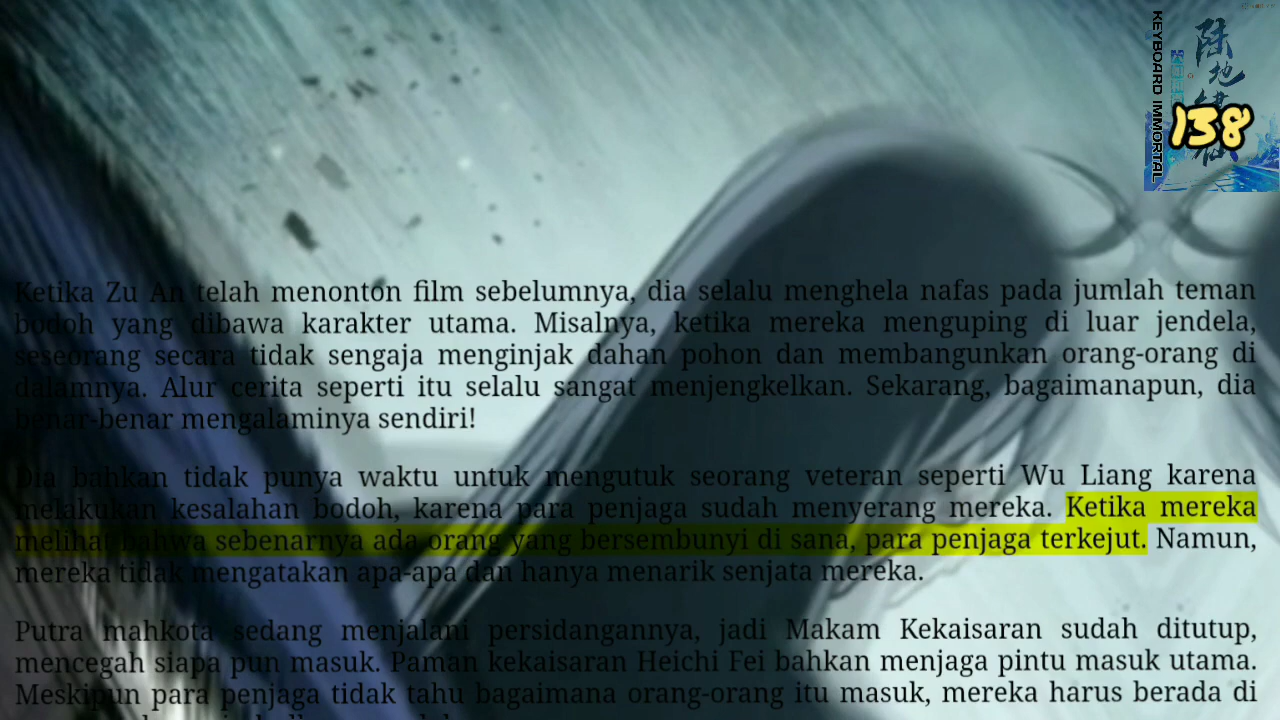 KEYBOARD IMMORTAL
陆地键仙
138
Ketika Zu An telah menonton film sebelumnya, dia selalu menghela nafas pada jumlah teman
bodoh yang dibawa karakter utama. Misalnya, ketika mereka menguping di luar jendela,
seseorang secara tidak sengaja menginjak dahan pohon dan membangunkan orang-orang di
dalamnya. Alur cerita seperti itu selalu sangat menjengkelkan. Sekarang, bagaimanapun, dia
benar-benar mengalaminya sendiri!
Dia bahkan tidak punya waktu untuk mengutuk seorang veteran seperti Wu Liang karena
melakukan kesalahan bodoh, karena para penjaga sudah menyerang mereka. Ketika mereka
melihat bahwa sebenarnya ada orang yang bersembunyi di sana, para penjaga terkejut. Namun,
mereka tidak mengatakan apa-apa dan hanya menarik senjata mereka.
Putra mahkota sedang menjalani persidangannya, jadi Makam Kekaisaran sudah ditutup,
mencegah siapa pun masuk. Paman kekaisaran Heichi Fei bahkan menjaga pintu masuk utama.
Meskipun para penjaga tidak tahu bagaimana orang-orang itu masuk, mereka harus berada di